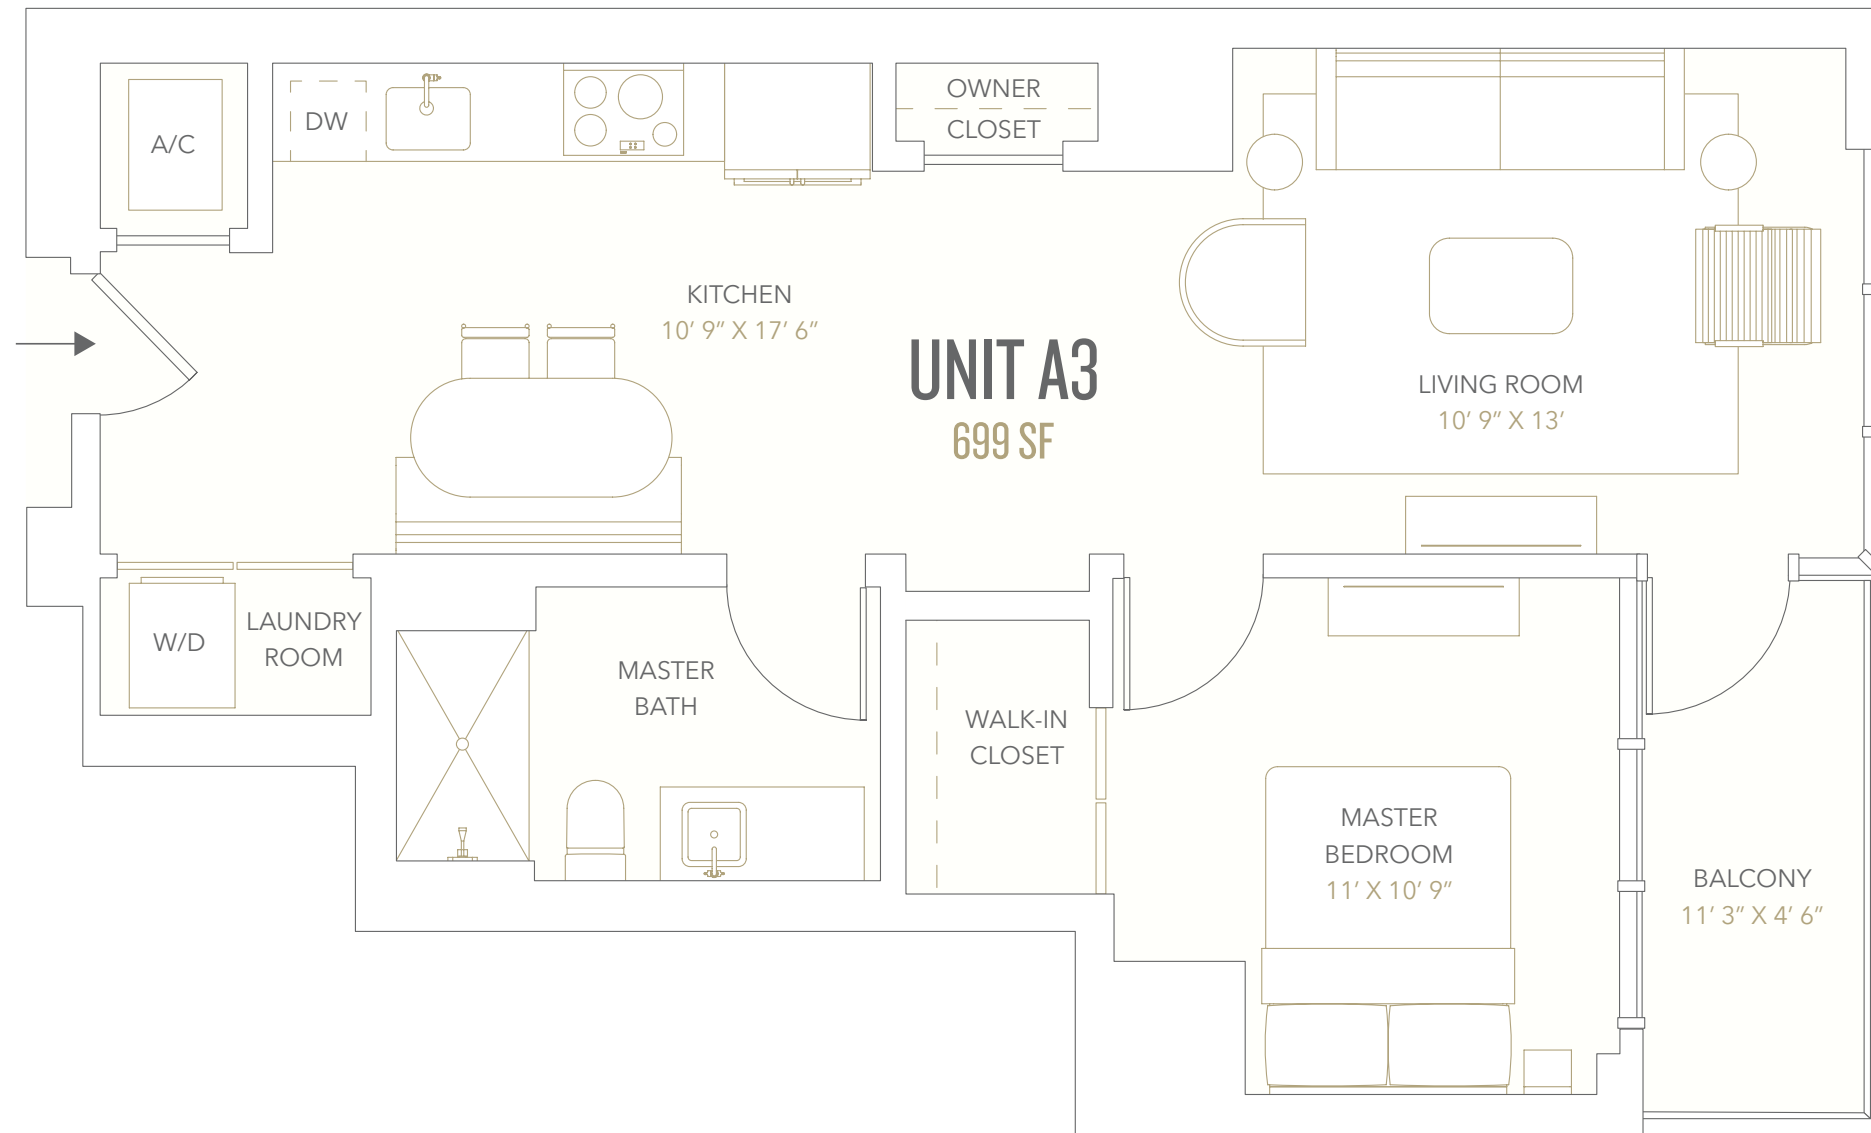 A/C
DW
OWNER
CLOSET
KITCHEN
10’ 9” X 17’ 6”
UNIT A3
699 SF
LIVING ROOM
10’ 9” X 13’
W/D
LAUNDRY
ROOM
MASTER
BATH
WALK-IN
CLOSET
MASTER
BEDROOM
11’ X 10’ 9”
BALCONY
11’ 3” X 4’ 6”